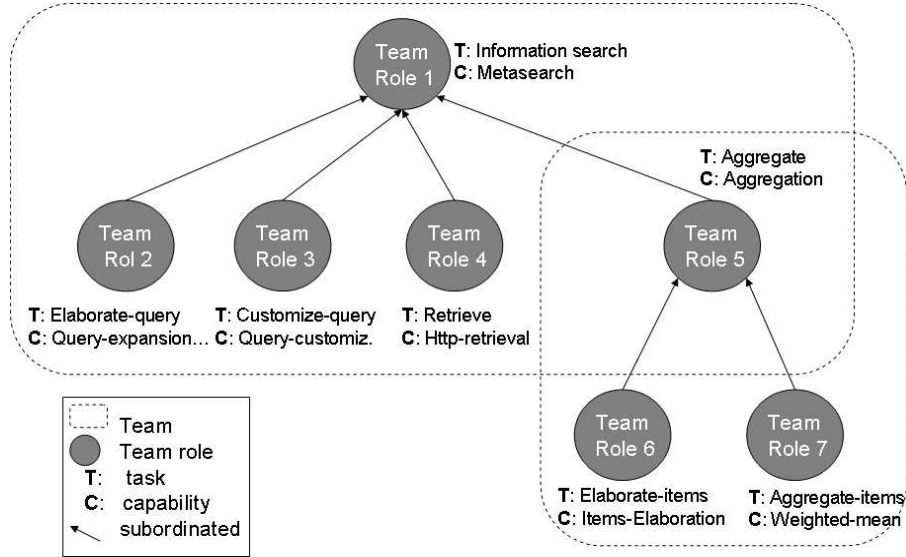 Team
Role 1
T: Information search
C: Metasearch
T: Aggregate
C: Aggregation
Team
Rol 2
Team
Role 3
Team
Role 4
Team
Role 5
T: Elaborate-query
C: Query-expansion...
T: Customize-query
C: Query-customiz.
T: Retrieve
C: Http-retrieval
Team
Role 6
Team
Role 7
T: Elaborate-items
C: Items-Elaboration
T: Aggregate-items
C: Weighted-mean
Team
Team role
T: task
C: capability
subordinated